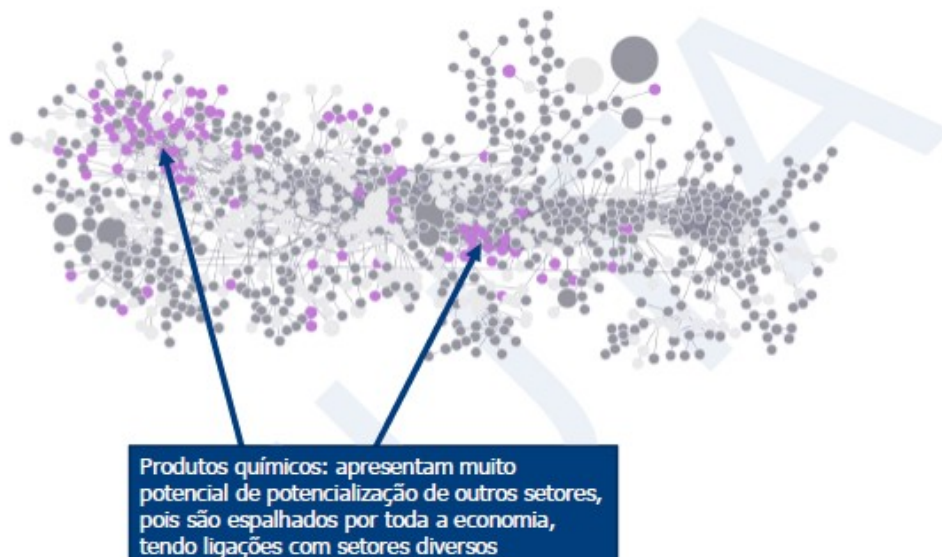 Produtos químicos: apresentam muito
potencial de potencialização de outros setores,
pois são espalhados por toda a economia,
tendo ligações com setores diversos